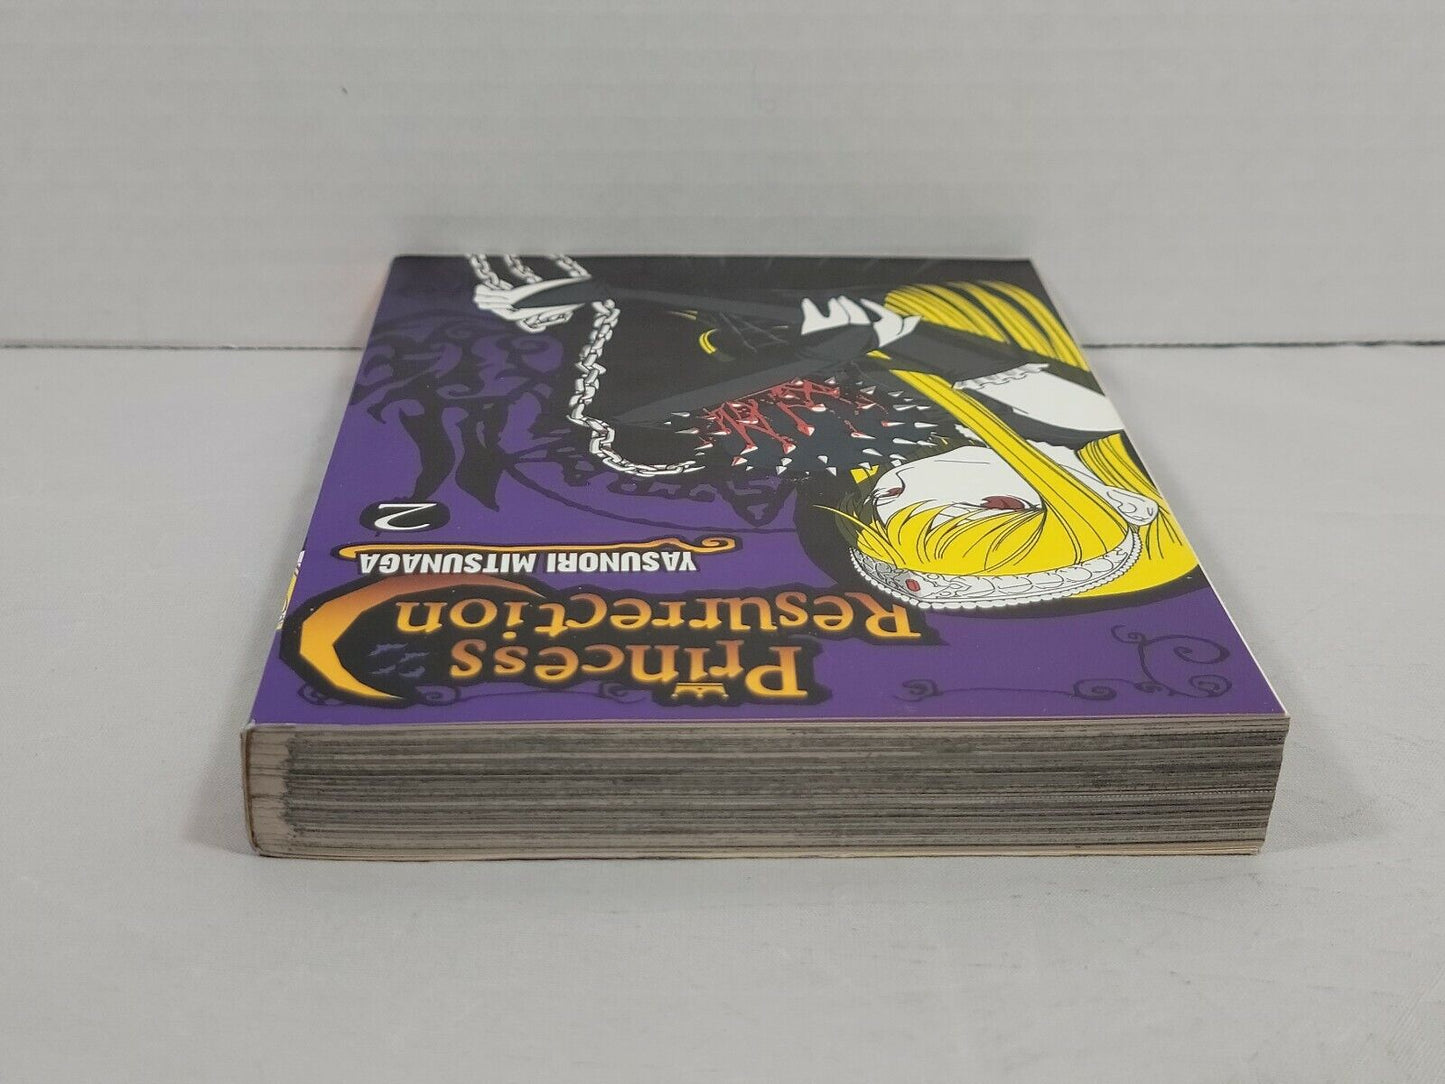 Princess
Resurrection
YASUNORI MITSUNAGA
2